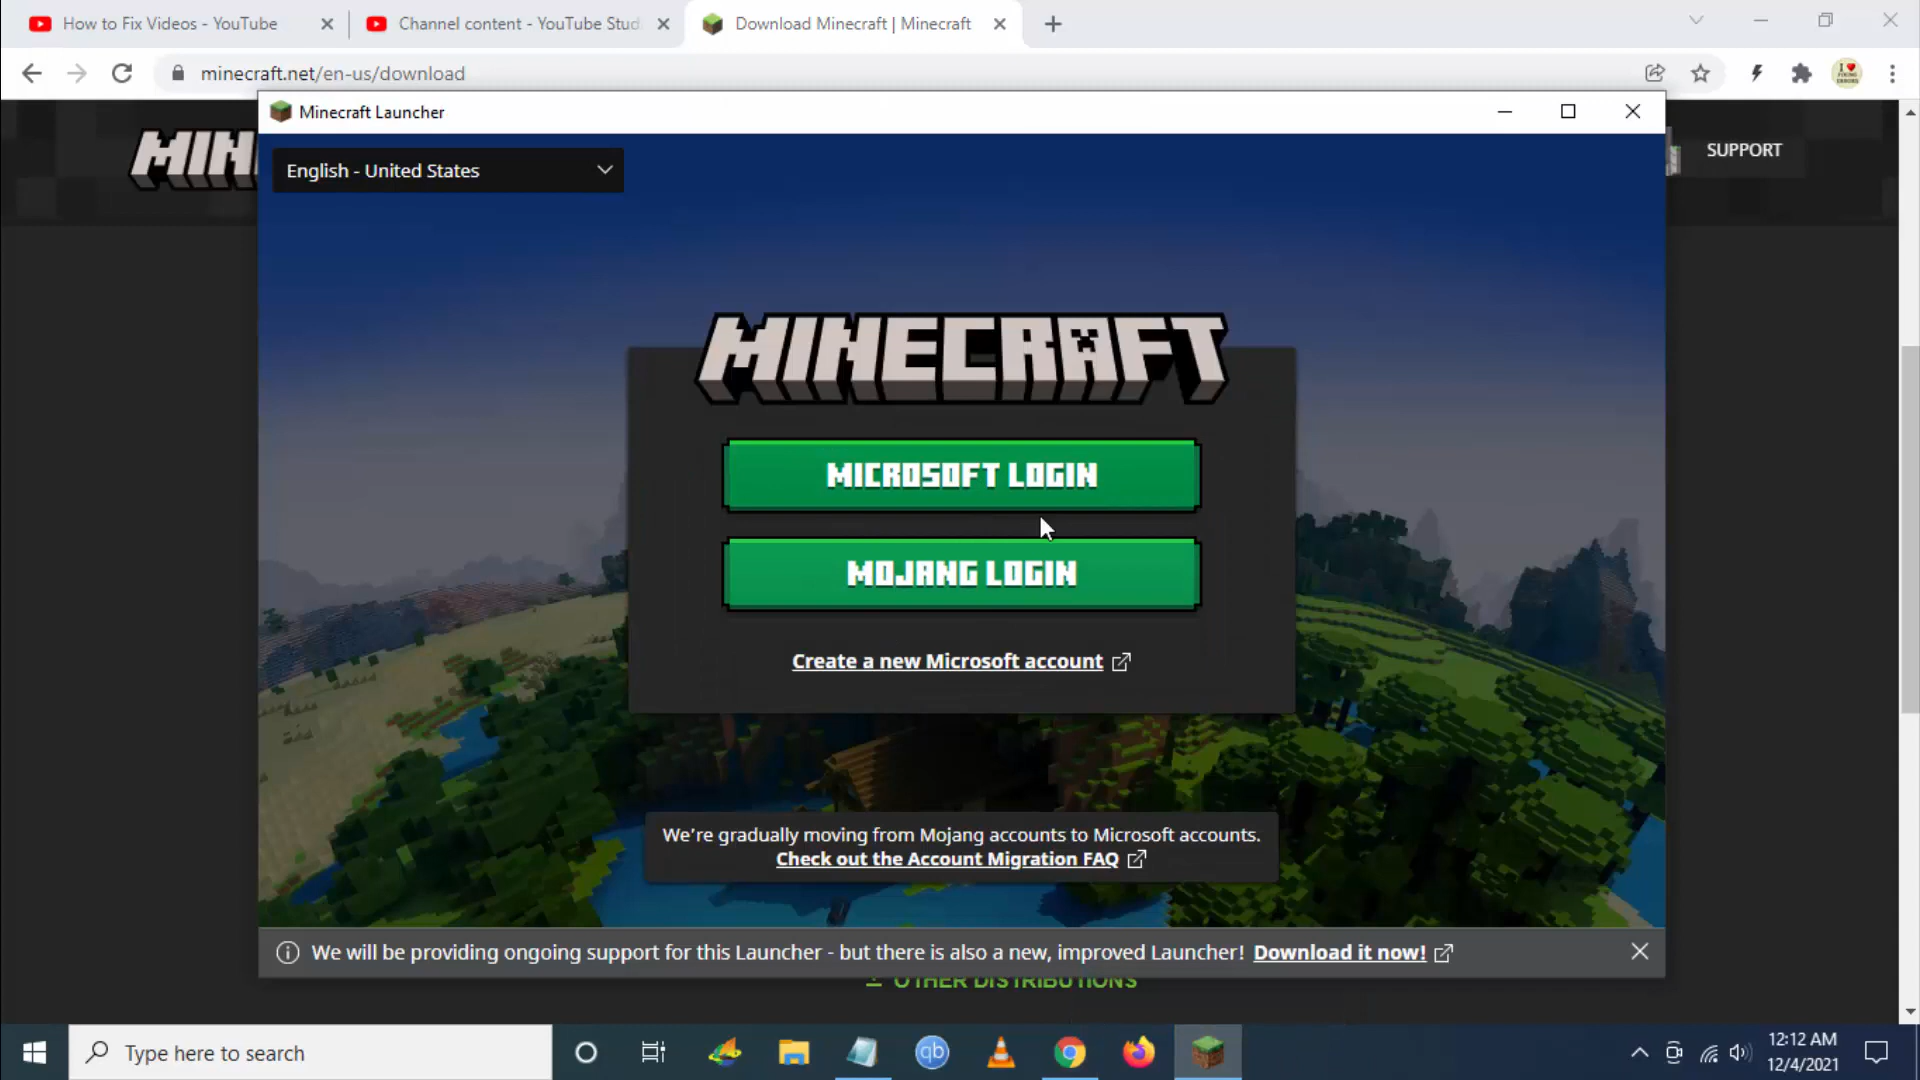 How to Fix Videos - YouTube
Channel content - YouTube Stud
Download Minecraft | Minecraft
minecraft.net/en-us/download
Minecraft Launcher
MIN
SUPPORT
English - United States
MINECRAFT
MICROSOFT LOGIN
MOJANG LOGIN
Create a new Microsoft account
We're gradually moving from Mojang accounts to Microsoft accounts.
Check out the Account Migration FAQ
We will be providing ongoing support for this Launcher - but there is also a new, improved Launcher! Download it now!
OTHER DISTRIBUTIONS
Type here to search
qb
12:12 AM
12/4/2021